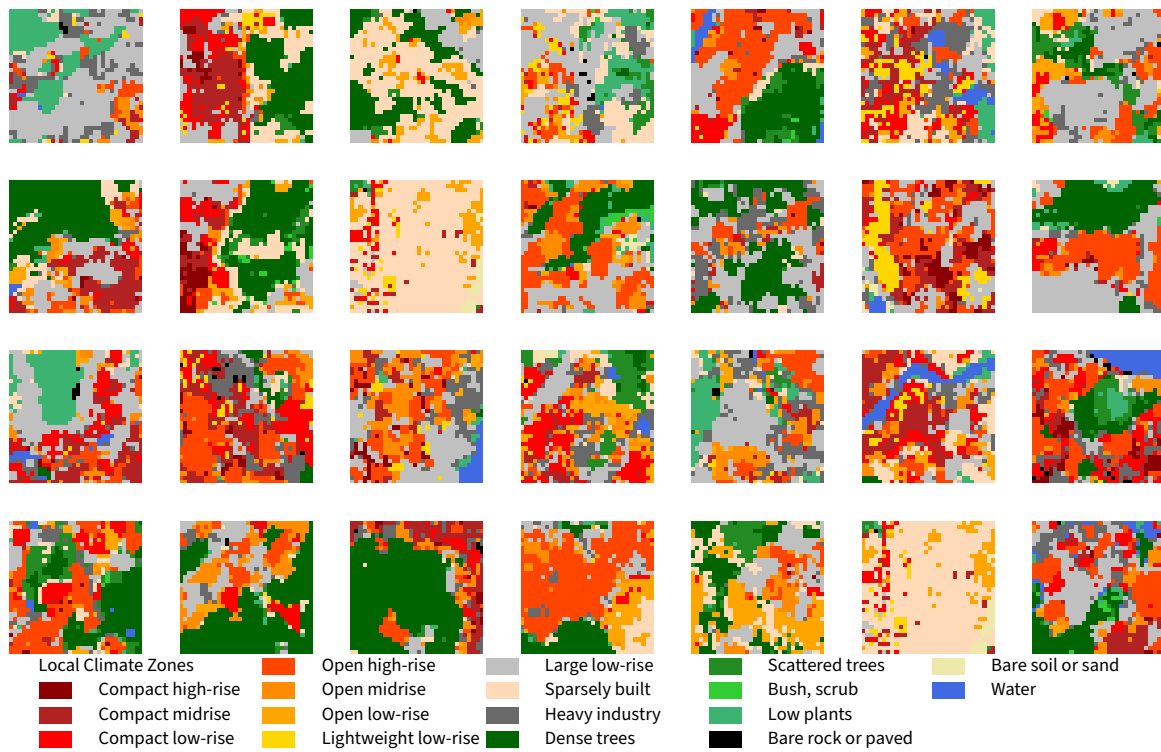 Local Climate Zones
Compact high-rise
Compact midrise
Compact low-rise
Open high-rise
Open midrise
Open low-rise
Lightweight low-rise
Large low-rise
Sparsely built
Heavy industry
Dense trees
Scattered trees
Bush, scrub
Low plants
Bare rock or paved
Bare soil or sand
Water